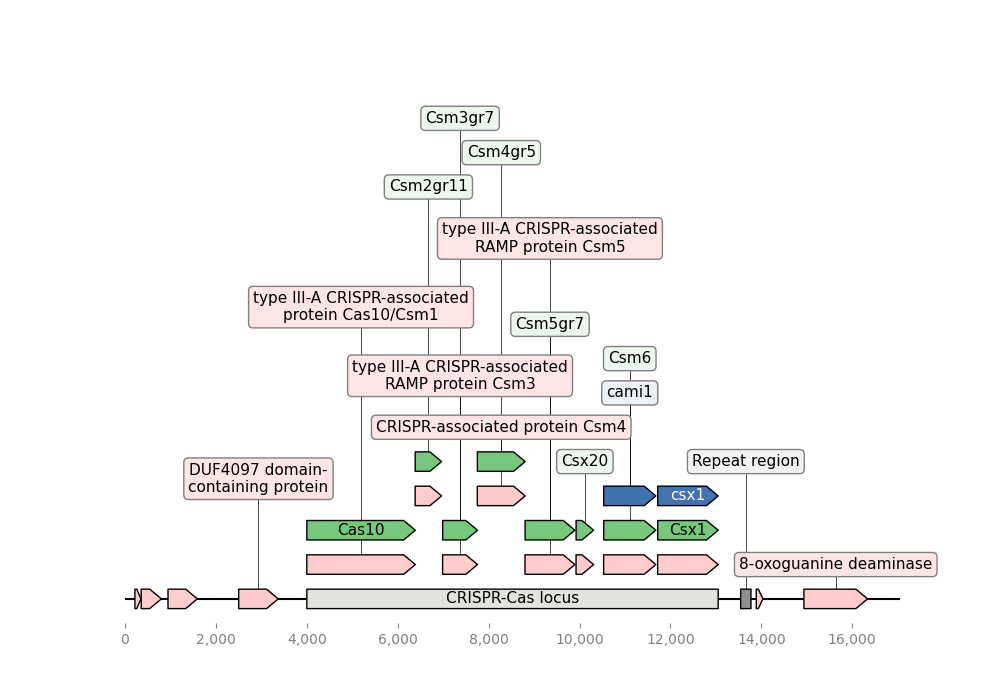 Csm3gr7
Csm4gr5
Csm2gr11
type III-A CRISPR-associated
RAMP protein Csm5
type III-A CRISPR-associated
protein Cas10/Csm1
Csm5gr7
Csm6
type III-A CRISPR-associated
RAMP protein Csm3
cami1
CRISPR-associated protein Csm4
DUF4097 domain-
containing protein
Csx20
Repeat region
csx1
Cas10
Csx1
8-oxoguanine deaminase
CRISPR-Cas locus
0 2,000 4,000 6,000 8,000 10,000 12,000 14,000 16,000